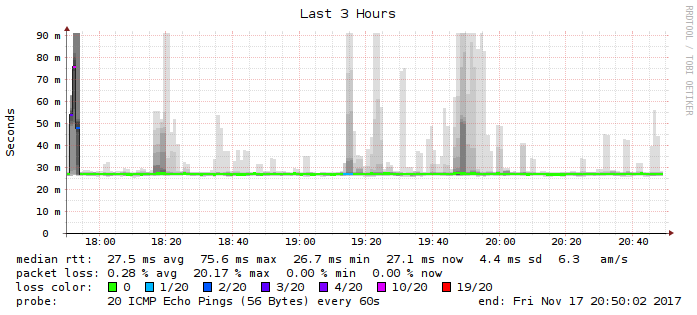 Last 3 Hours
RRDTOOL / TOBI OETIKER
Seconds
90 m
80 m
70 m
60 m
50 m
40 m
30 m
20 m
10 m
0
18:00 18:20 18:40 19:00 19:20 19:40 20:00 20:20 20:40
median rtt: 27.5 ms avg 75.6 ms max 26.7 ms min 27.1 ms now 4.4 ms sd 6.3 am/s
packet loss: 0.28 % avg 20.17 % max 0.00 % min 0.00 % now
loss color: 0 1/20 2/20 3/20 4/20 10/20 19/20
probe: 20 ICMP Echo Pings (56 Bytes) every 60s end: Fri Nov 17 20:50:02 2017